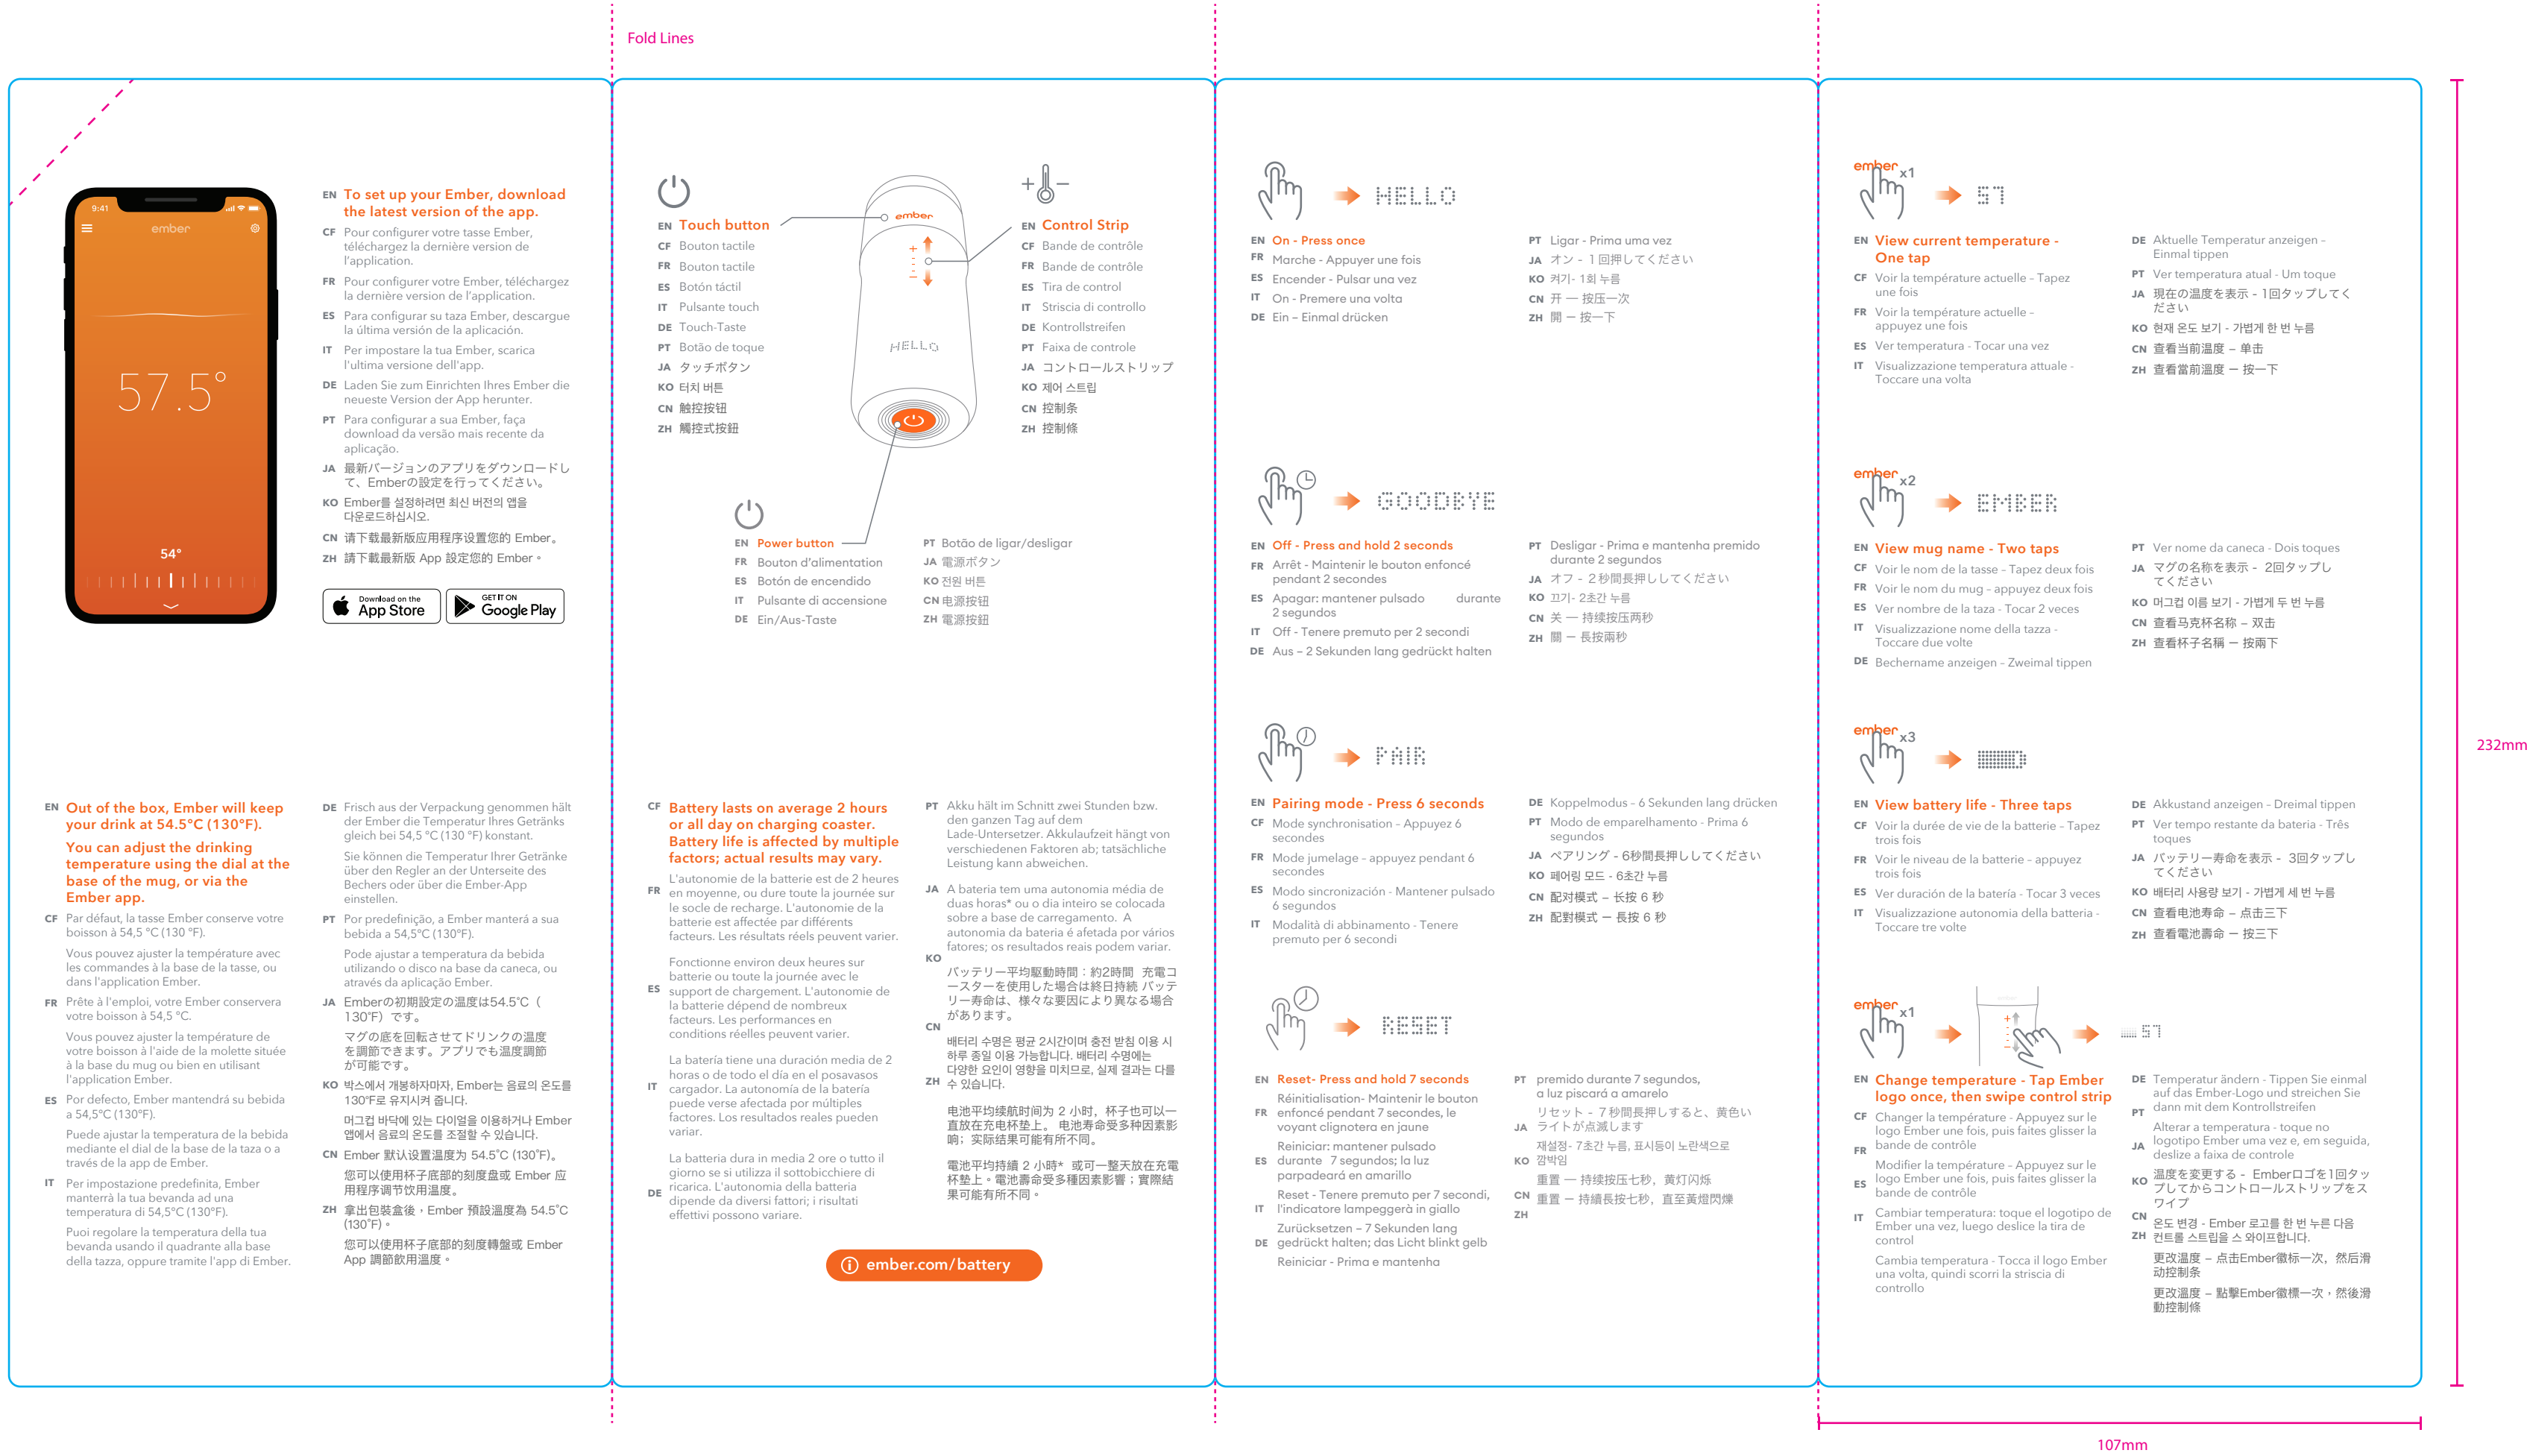 Fold Lines
9:41
ember
57.5°
54°
EN To set up your Ember, download
the latest version of the app.
CF Pour configurer votre tasse Ember,
téléchargez la dernière version de
l'application.
FR Pour configurer votre Ember, téléchargez
la dernière version de l'application.
ES Para configurar su taza Ember, descargue
la última versión de la aplicación.
IT Per impostare la tua Ember, scarica
l'ultima versione dell'app.
DE Laden Sie zum Einrichten Ihres Ember die
neueste Version der App herunter.
PT Para configurar a sua Ember, faça
download da versão mais recente da
aplicação.
JA 最新バージョンのアプリをダウンロードし
て、Emberの設定を行ってください。
KO Ember를 설정하려면 최신 버전의 앱을
다운로드하십시오.
CN 请下载最新版应用程序设置您的 Ember。
ZH 請下載最新版 App 設定您的 Ember。
Download on the
App Store
GET IT ON
Google Play
EN Out of the box, Ember will keep
your drink at 54.5°C (130°F).
You can adjust the drinking
temperature using the dial at the
base of the mug, or via the
Ember app.
CF Par défaut, la tasse Ember conserve votre
boisson à 54,5 °C (130 °F).
Vous pouvez ajuster la température avec
les commandes à la base de la tasse, ou
dans l'application Ember.
FR Prête à l'emploi, votre Ember conservera
votre boisson à 54,5 °C.
Vous pouvez ajuster la température de
votre boisson à l'aide de la molette située
à la base du mug ou bien en utilisant
l'application Ember.
ES Por defecto, Ember mantendrá su bebida
a 54,5°C (130°F).
Puede ajustar la temperatura de la bebida
mediante el dial de la base de la taza o a
través de la app de Ember.
IT Per impostazione predefinita, Ember
manterrà la tua bevanda ad una
temperatura di 54,5°C (130°F).
Puoi regolare la temperatura della tua
bevanda usando il quadrante alla base
della tazza, oppure tramite l'app di Ember.
DE Frisch aus der Verpackung genommen hält
der Ember die Temperatur Ihres Getränks
gleich bei 54,5 °C (130 °F) konstant.
Sie können die Temperatur Ihrer Getränke
über den Regler an der Unterseite des
Bechers oder über die Ember-App
einstellen.
PT Por predefinição, a Ember manterá a sua
bebida a 54,5°C (130°F).
Pode ajustar a temperatura da bebida
utilizando o disco na base da caneca, ou
através da aplicação Ember.
JA Emberの初期設定の温度は54.5°C（
130°F）です。
マグの底を回転させてドリンクの温度
を調節できます。アプリでも温度調節
が可能です。
KO 박스에서 개봉하자마자, Ember는 음료의 온도를
130°F로 유지시켜 줍니다.
머그컵 바닥에 있는 다이얼을 이용하거나 Ember
앱에서 음료의 온도를 조절할 수 있습니다.
CN Ember 默认设置温度为 54.5°C (130°F)。
您可以使用杯子底部的刻度盘或 Ember 应
用程序调节饮用温度。
ZH 拿出包裝盒後，Ember 預設溫度為 54.5°C
(130°F)。
您可以使用杯子底部的刻度轉盤或 Ember
App 調節飲用溫度。
EN Touch button
CF Bouton tactile
FR Bouton tactile
ES Botón táctil
IT Pulsante touch
DE Touch-Taste
PT Botão de toque
JA タッチボタン
KO 터치 버튼
CN 触控按钮
ZH 觸控式按鈕
ember
HELLO
EN Control Strip
CF Bande de contrôle
FR Bande de contrôle
ES Tira de control
IT Striscia di controllo
DE Kontrollstreifen
PT Faixa de controle
JA コントロールストリップ
KO 제어 스트립
CN 控制条
ZH 控制條
EN Power button
FR Bouton d'alimentation
ES Botón de encendido
IT Pulsante di accensione
DE Ein/Aus-Taste
PT Botão de ligar/desligar
JA 電源ボタン
KO 전원 버튼
CN 电源按钮
ZH 電源按鈕
CF Battery lasts on average 2 hours
or all day on charging coaster.
Battery life is affected by multiple
factors; actual results may vary.
L'autonomie de la batterie est de 2 heures
FR en moyenne, ou dure toute la journée sur
le socle de recharge. L'autonomie de la
batterie est affectée par différents
facteurs. Les résultats réels peuvent varier.
Fonctionne environ deux heures sur
batterie ou toute la journée avec le
ES support de chargement. L'autonomie de
la batterie dépend de nombreux
facteurs. Les performances en
conditions réelles peuvent varier.
La batería tiene una duración media de 2
horas o de todo el día en el posavasos
IT cargador. La autonomía de la batería
puede verse afectada por múltiples
factores. Los resultados reales pueden
variar.
La batteria dura in media 2 ore o tutto il
giorno se si utilizza il sottobicchiere di
ricarica. L'autonomia della batteria
DE dipende da diversi fattori; i risultati
effettivi possono variare.
PT Akku hält im Schnitt zwei Stunden bzw.
den ganzen Tag auf dem
Lade-Untersetzer. Akkulaufzeit hängt von
verschiedenen Faktoren ab; tatsächliche
Leistung kann abweichen.
JA A bateria tem uma autonomia média de
duas horas* ou o dia inteiro se colocada
sobre a base de carregamento. A
autonomia da bateria é afetada por vários
fatores; os resultados reais podem variar.
KO
バッテリー平均駆動時間：約2時間 充電コ
ースターを使用した場合は終日持続 バッテ
リー寿命は、様々な要因により異なる場合
があります。
CN
배터리 수명은 평균 2시간이며 충전 받침 이용 시
하루 종일 이용 가능합니다. 배터리 수명에는
다양한 요인이 영향을 미치므로, 실제 결과는 다를
ZH 수 있습니다.
电池平均续航时间为 2 小时，杯子也可以一
直放在充电杯垫上。 电池寿命受多种因素影
响；实际结果可能有所不同。
電池平均持續 2 小時* 或可一整天放在充電
杯墊上。電池壽命受多種因素影響；實際結
果可能有所不同。
ember.com/battery
HELLO
EN On - Press once
FR Marche - Appuyer une fois
ES Encender - Pulsar una vez
IT On - Premere una volta
DE Ein – Einmal drücken
PT Ligar - Prima uma vez
JA オン - 1 回押してください
KO 켜기- 1회 누름
CN 开 — 按压一次
ZH 開 — 按一下
GOODBYE
EN Off - Press and hold 2 seconds
FR Arrêt - Maintenir le bouton enfoncé
pendant 2 secondes
ES Apagar: mantener pulsado durante
2 segundos
IT Off - Tenere premuto per 2 secondi
DE Aus – 2 Sekunden lang gedrückt halten
PT Desligar - Prima e mantenha premido
durante 2 segundos
JA オフ - 2 秒間長押ししてください
KO 끄기- 2초간 누름
CN 关 — 持续按压两秒
ZH 關 — 長按兩秒
PAIR
EN Pairing mode - Press 6 seconds
CF Mode synchronisation – Appuyez 6
secondes
FR Mode jumelage – appuyez pendant 6
secondes
ES Modo sincronización - Mantener pulsado
6 segundos
IT Modalità di abbinamento - Tenere
premuto per 6 secondi
DE Koppelmodus – 6 Sekunden lang drücken
PT Modo de emparelhamento - Prima 6
segundos
JA ペアリング - 6秒間長押ししてください
KO 페어링 모드 - 6초간 누름
CN 配对模式 – 长按 6 秒
ZH 配對模式 — 長按 6 秒
RESET
EN Reset- Press and hold 7 seconds
Réinitialisation- Maintenir le bouton
FR enfoncé pendant 7 secondes, le
voyant clignotera en jaune
Reiniciar: mantener pulsado
ES durante 7 segundos; la luz
parpadeará en amarillo
Reset - Tenere premuto per 7 secondi,
IT l'indicatore lampeggerà in giallo
Zurücksetzen – 7 Sekunden lang
DE gedrückt halten; das Licht blinkt gelb
Reiniciar - Prima e mantenha
PT premido durante 7 segundos,
a luz piscará a amarelo
リセット - 7 秒間長押しすると、黄色い
JA ライトが点滅します
재설정- 7초간 누름, 표시등이 노란색으로
KO 깜박임
重置 — 持续按压七秒，黄灯闪烁
CN 重置 — 持續長按七秒，直至黃燈閃爍
ZH
ember x1
57
EN View current temperature -
One tap
CF Voir la température actuelle – Tapez
une fois
FR Voir la température actuelle –
appuyez une fois
ES Ver temperatura - Tocar una vez
IT Visualizzazione temperatura attuale -
Toccare una volta
DE Aktuelle Temperatur anzeigen –
Einmal tippen
PT Ver temperatura atual - Um toque
JA 現在の温度を表示 - 1回タップしてく
ださい
KO 현재 온도 보기 - 가볍게 한 번 누름
CN 查看当前温度 – 单击
ZH 查看當前溫度 — 按一下
ember x2
EMBER
EN View mug name - Two taps
CF Voir le nom de la tasse – Tapez deux fois
FR Voir le nom du mug – appuyez deux fois
ES Ver nombre de la taza - Tocar 2 veces
IT Visualizzazione nome della tazza -
Toccare due volte
DE Bechername anzeigen – Zweimal tippen
PT Ver nome da caneca - Dois toques
JA マグの名称を表示 - 2回タップし
てください
KO 머그컵 이름 보기 - 가볍게 두 번 누름
CN 查看马克杯名称 – 双击
ZH 查看杯子名稱 — 按兩下
ember x3
EN View battery life - Three taps
CF Voir la durée de vie de la batterie – Tapez
trois fois
FR Voir le niveau de la batterie – appuyez
trois fois
ES Ver duración de la batería - Tocar 3 veces
IT Visualizzazione autonomia della batteria -
Toccare tre volte
DE Akkustand anzeigen – Dreimal tippen
PT Ver tempo restante da bateria - Três
toques
JA バッテリー寿命を表示 - 3回タップし
てください
KO 배터리 사용량 보기 - 가볍게 세 번 누름
CN 查看电池寿命 – 点击三下
ZH 查看電池壽命 — 按三下
ember x1
57
EN Change temperature - Tap Ember
logo once, then swipe control strip
CF Changer la température - Appuyez sur le
logo Ember une fois, puis faites glisser la
FR bande de contrôle
Modifier la température – Appuyez sur le
ES logo Ember une fois, puis faites glisser la
bande de contrôle
IT Cambiar temperatura: toque el logotipo de
Ember una vez, luego deslice la tira de
control
Cambia temperatura - Tocca il logo Ember
una volta, quindi scorri la striscia di
controllo
DE Temperatur ändern - Tippen Sie einmal
auf das Ember-Logo und streichen Sie
dann mit dem Kontrollstreifen
PT
Alterar a temperatura - toque no
logotipo Ember uma vez e, em seguida,
JA deslize a faixa de controle
温度を変更する - Emberロゴを1回タッ
KO プしてからコントロールストリップをス
ワイプ
CN 온도 변경 - Ember 로고를 한 번 누른 다음
ZH 컨트롤 스트립을 스 와이프합니다.
更改温度 – 点击Ember徽标一次，然后滑
动控制条
更改溫度 – 點擊Ember徽標一次，然後滑
動控制條
232mm
107mm